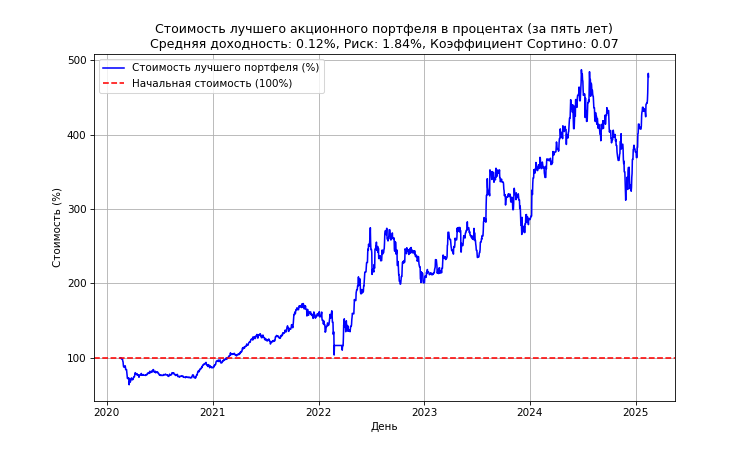 Стоимость лучшего акционного портфеля в процентах (за пять лет)
Средняя доходность: 0.12%, Риск: 1.84%, Коэффициент Сортино: 0.07
Стоимость лучшего портфеля (%)
Начальная стоимость (100%)
Стоимость (%)
500
400
300
200
100
2020
2021
2022
2023
2024
2025
День